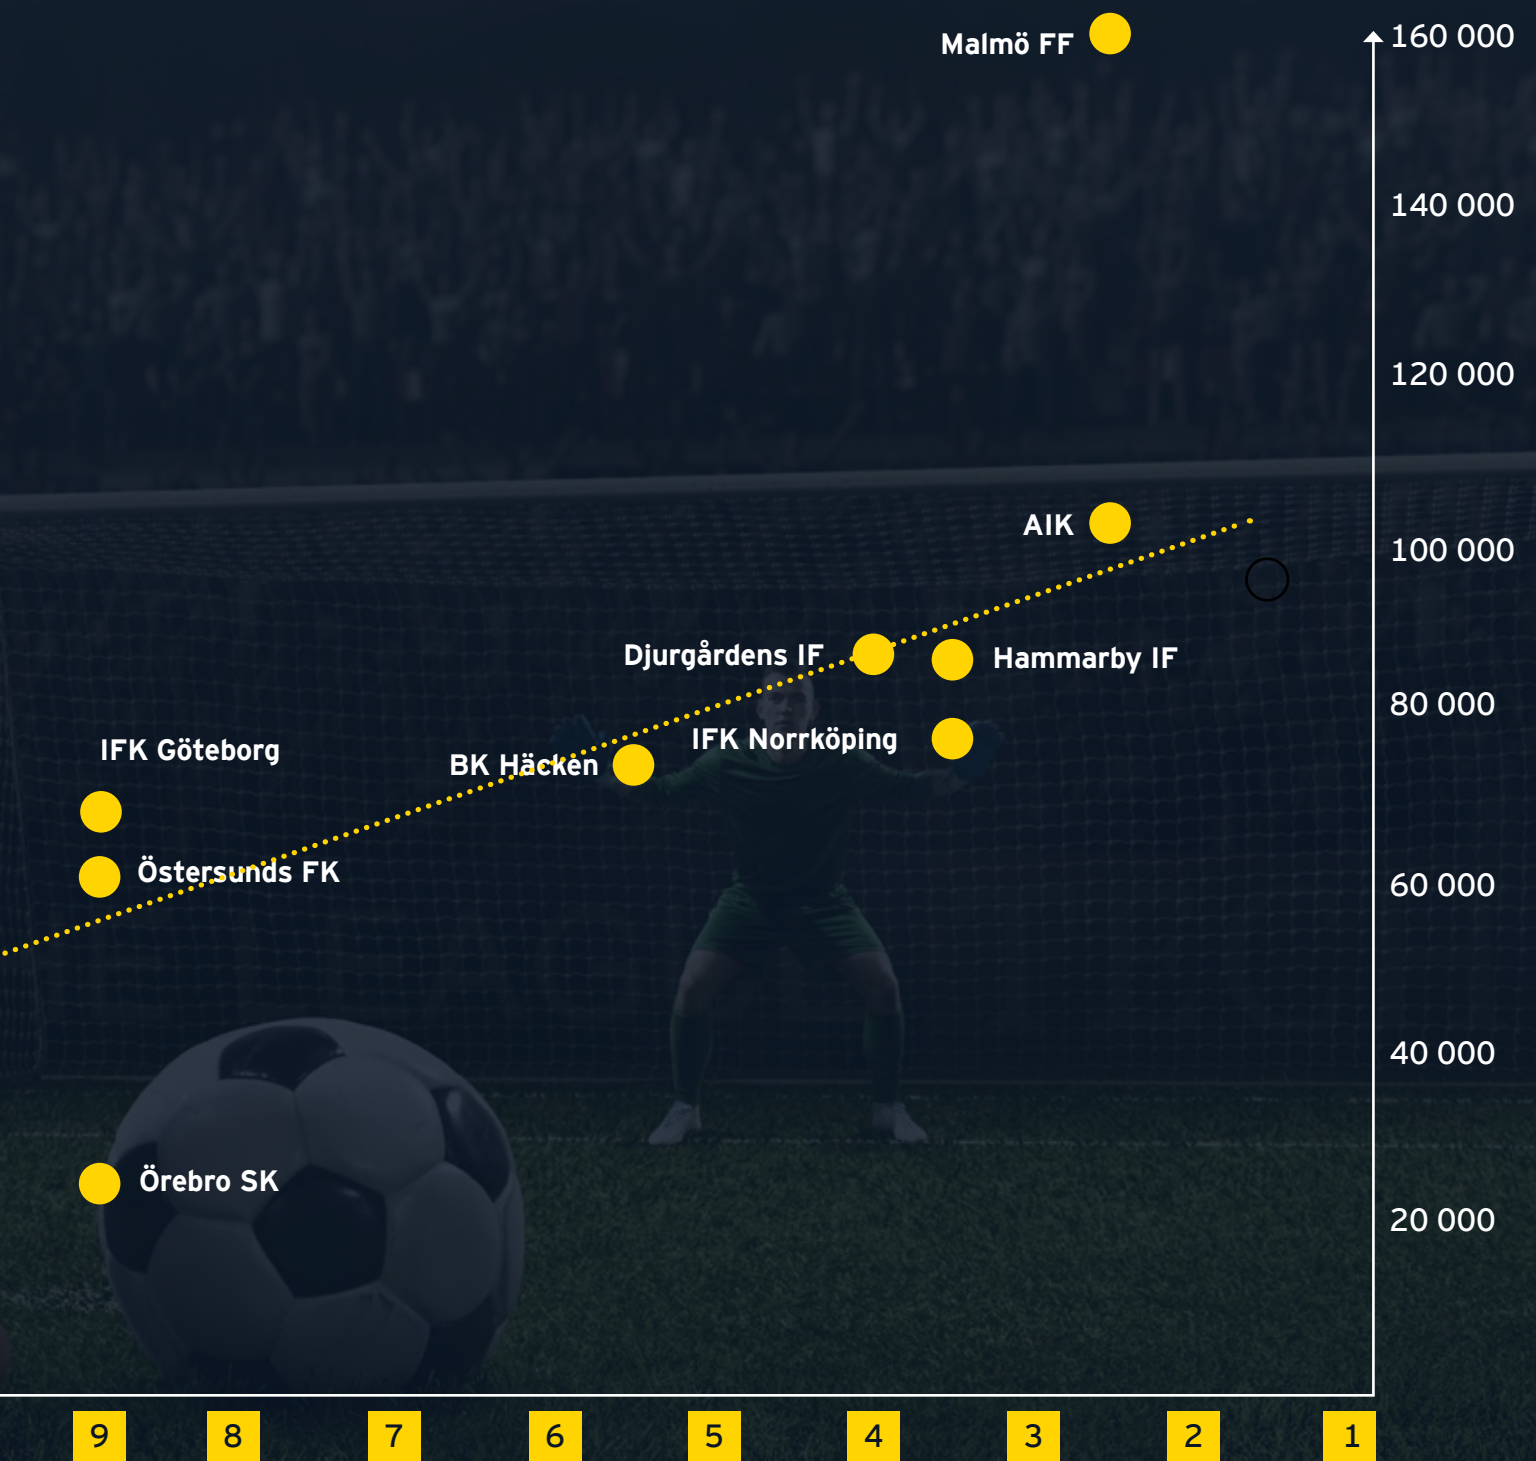 Malmö FF
160 000
140 000
120 000
AIK
100 000
Djurgårdens IF
Hammarby IF
80 000
IFK Norrköping
IFK Göteborg
BK Häcken
Östersunds FK
60 000
40 000
Örebro SK
20 000
9 8 7 6 5 4 3 2 1